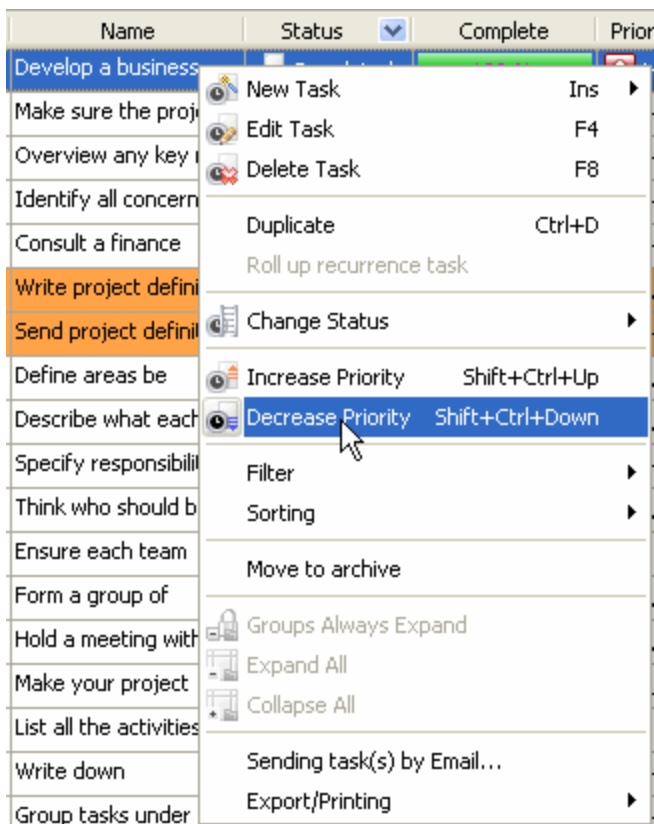 Name Status Complete Prior
Develop a business
New Task Ins
Make sure the proj
Edit Task F4
Overview any key
Delete Task F8
Identify all concern
Duplicate Ctrl+D
Consult a finance
Roll up recurrence task
Write project defini
Change Status
Send project defini
Define areas be
Increase Priority Shift+Ctrl+Up
Describe what each
Decrease Priority Shift+Ctrl+Down
Specify responsibili
Filter
Think who should b
Sorting
Ensure each team
Move to archive
Form a group of
Groups Always Expand
Hold a meeting with
Expand All
Make your project
Collapse All
List all the activities
Sending task(s) by Email...
Write down
Export/Printing
Group tasks under